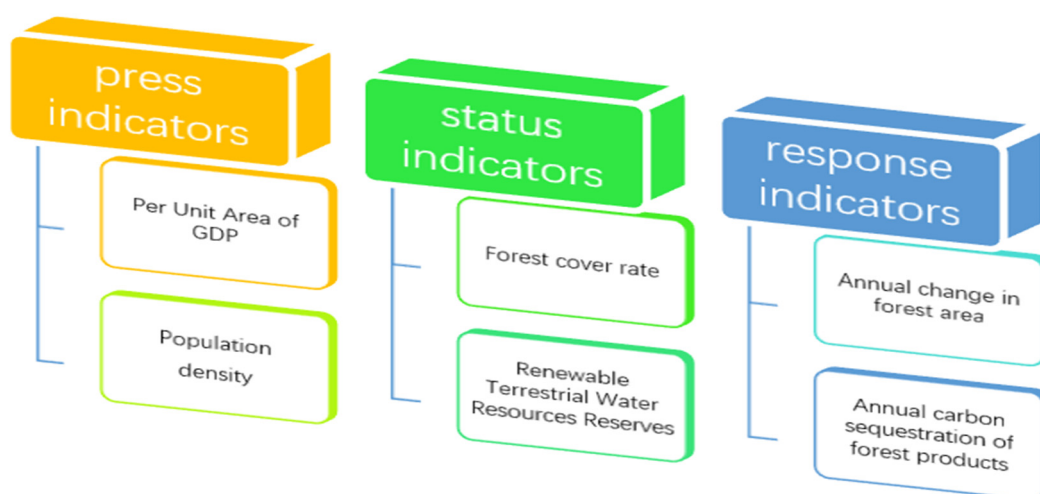 press
indicators
Per Unit Area of
GDP
Population
density
status
indicators
Forest cover rate
Renewable
Terrestrial Water
Resources Reserves
response
indicators
Annual change in
forest area
Annual carbon
sequestration of
forest products